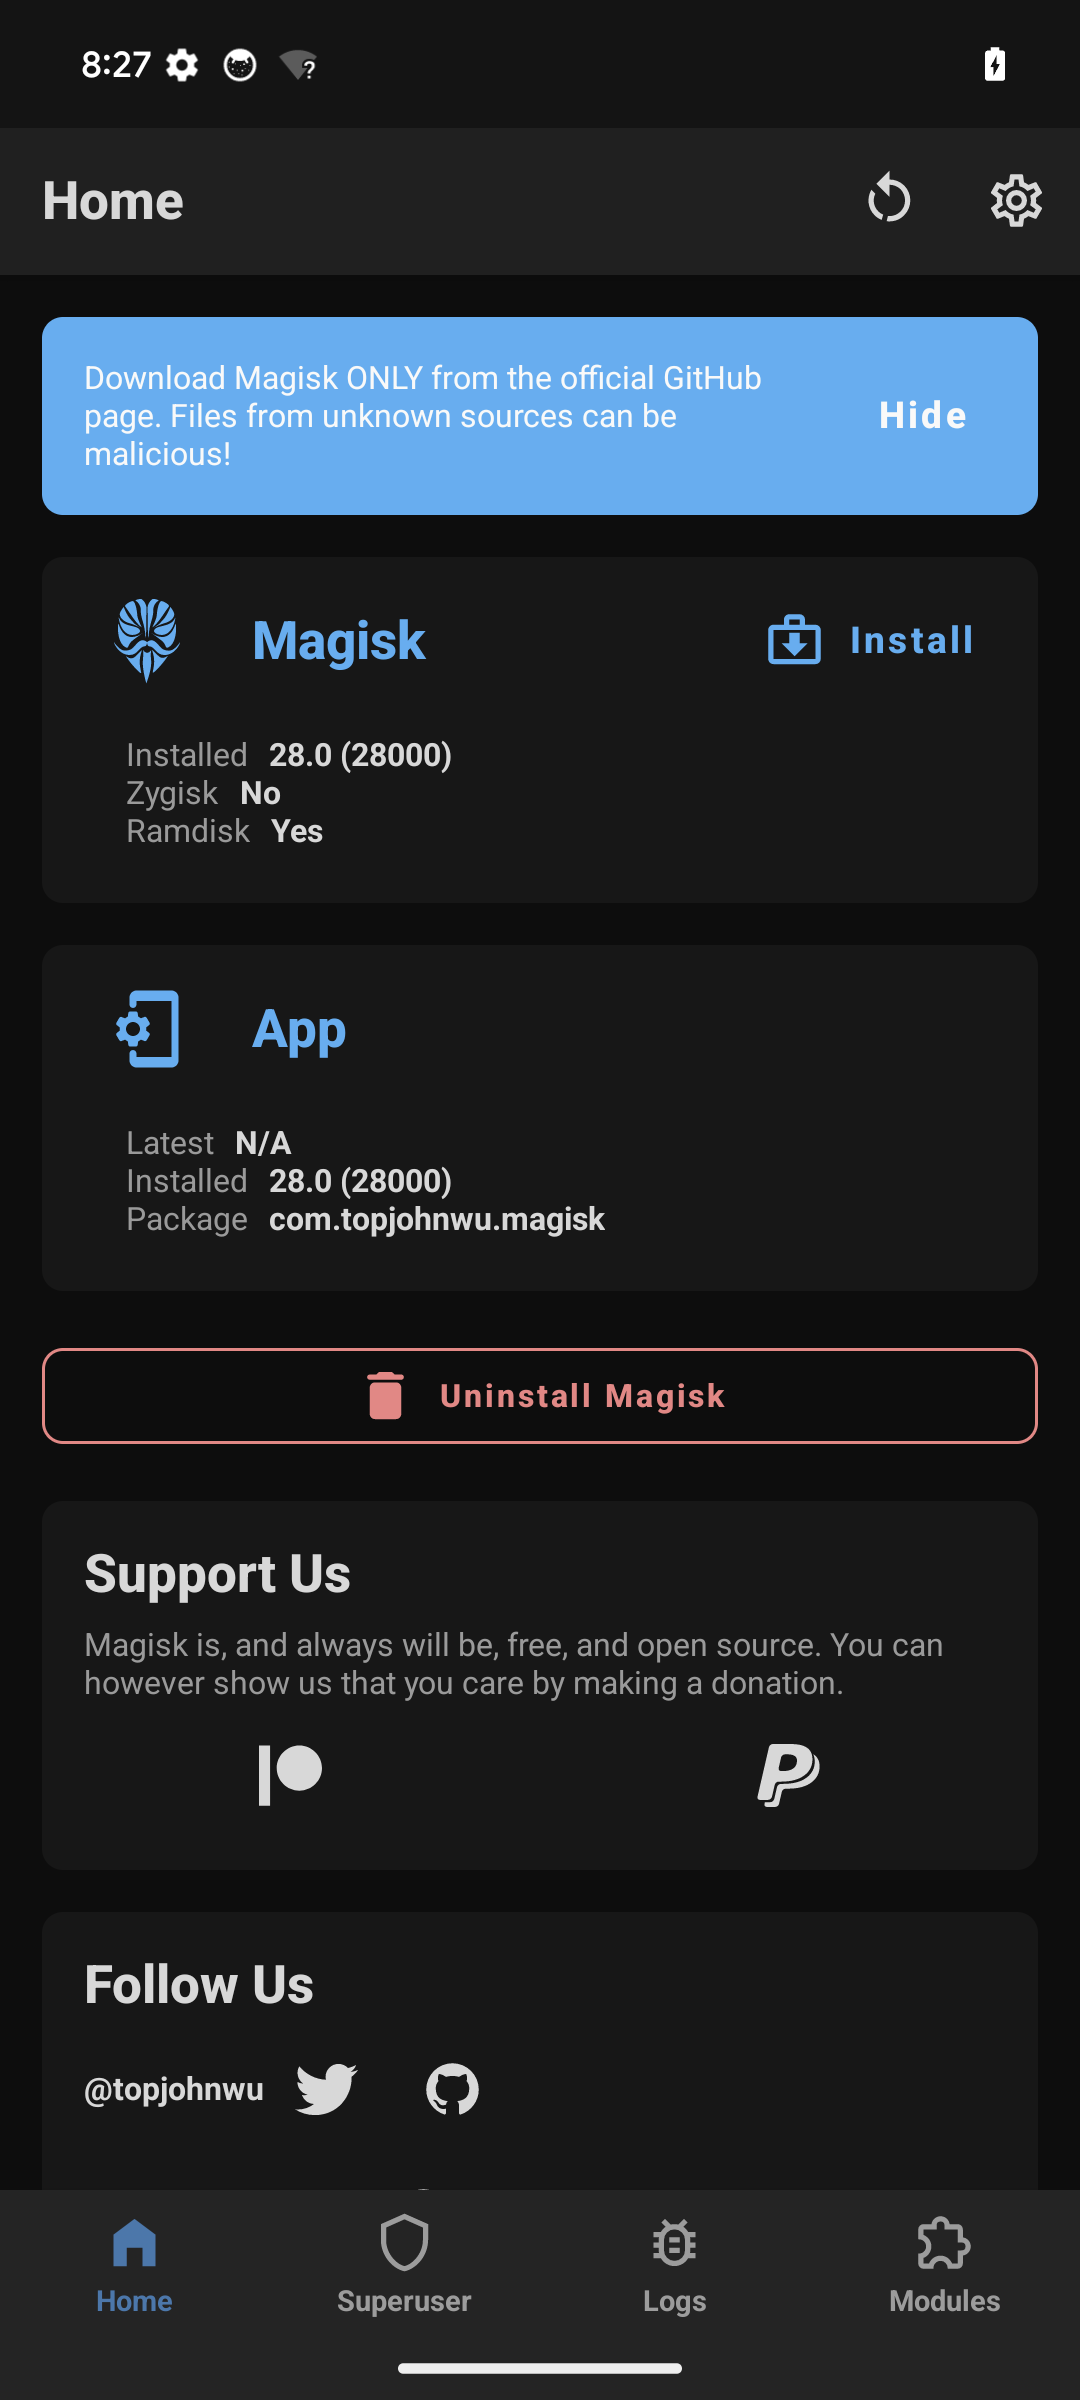 8:27
Home
Download Magisk ONLY from the official GitHub
page. Files from unknown sources can be
malicious!
Hide
Magisk
Install
Installed 28.0 (28000)
Zygisk No
Ramdisk Yes
App
Latest N/A
Installed 28.0 (28000)
Package com.topjohnwu.magisk
Uninstall Magisk
Support Us
Magisk is, and always will be, free, and open source. You can
however show us that you care by making a donation.
Follow Us
@topjohnwu
Home
Superuser
Logs
Modules